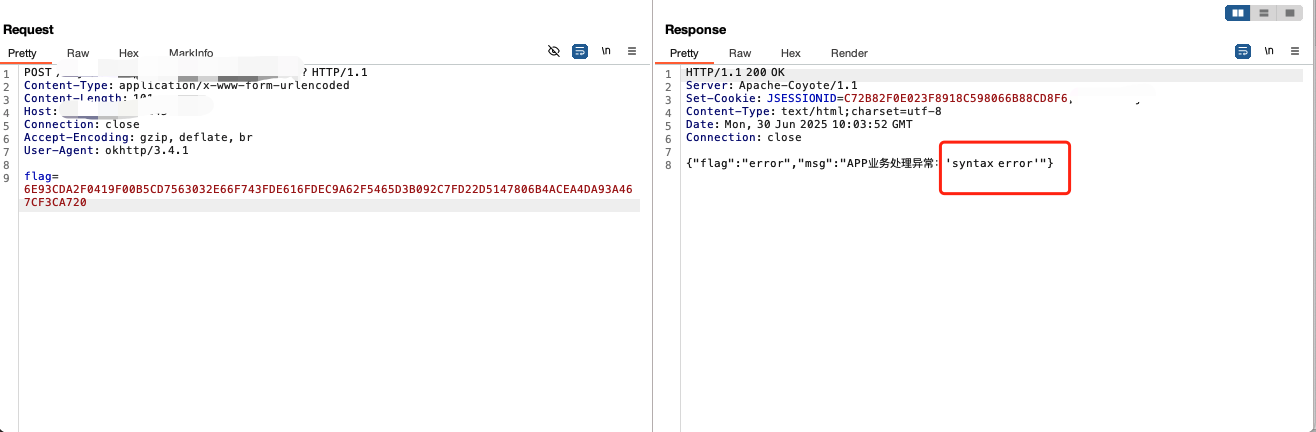 Request
Pretty Raw Hex MarkInfo \n
1 POST / ? HTTP/1.1
2 Content-Type: application/x-www-form-urlencoded
3 Content-Length: 101
4 Host:
5 Connection: close
6 Accept-Encoding: gzip, deflate, br
7 User-Agent: okhttp/3.4.1
8
9 flag=
6E93CDA2F0419F00B5CD7563032E66F743FDE616FDEC9A62F5465D3B092C7FD22D5147806B4ACEA4DA93A46
7CF3CA720
Response
Pretty Raw Hex Render \n
1 HTTP/1.1 200 OK
2 Server: Apache-Coyote/1.1
3 Set-Cookie: JSESSIONID=C72B82F0E023F8918C598066B88CD8F6,
4 Content-Type: text/html;charset=utf-8
5 Date: Mon, 30 Jun 2025 10:03:52 GMT
6 Connection: close
7
8 {"flag":"error","msg":"APP业务处理异常:'syntax error'"}